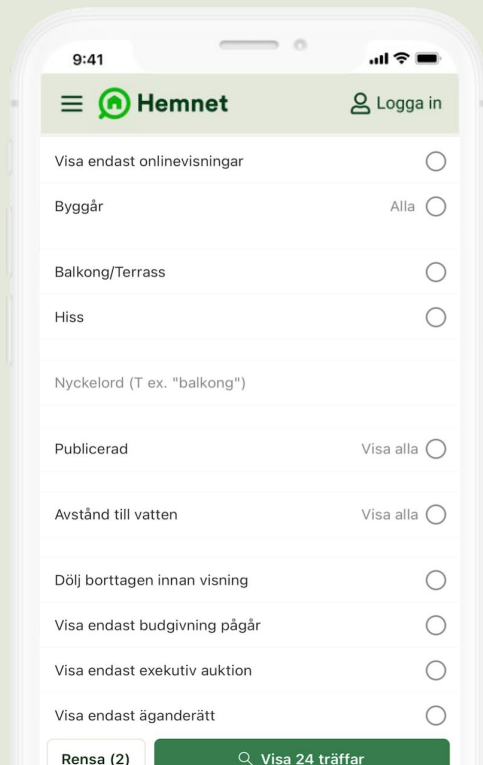 9:41
Hemnet
Logga in
Visa endast onlinevisningar
Byggår Alla
Balkong/Terrass
Hiss
Nyckelord (T ex. "balkong")
Publicerad Visa alla
Avstånd till vatten Visa alla
Dölj borttagen innan visning
Visa endast budgivning pågår
Visa endast exekutiv auktion
Visa endast äganderätt
Rensa (2) Visa 24 träffar